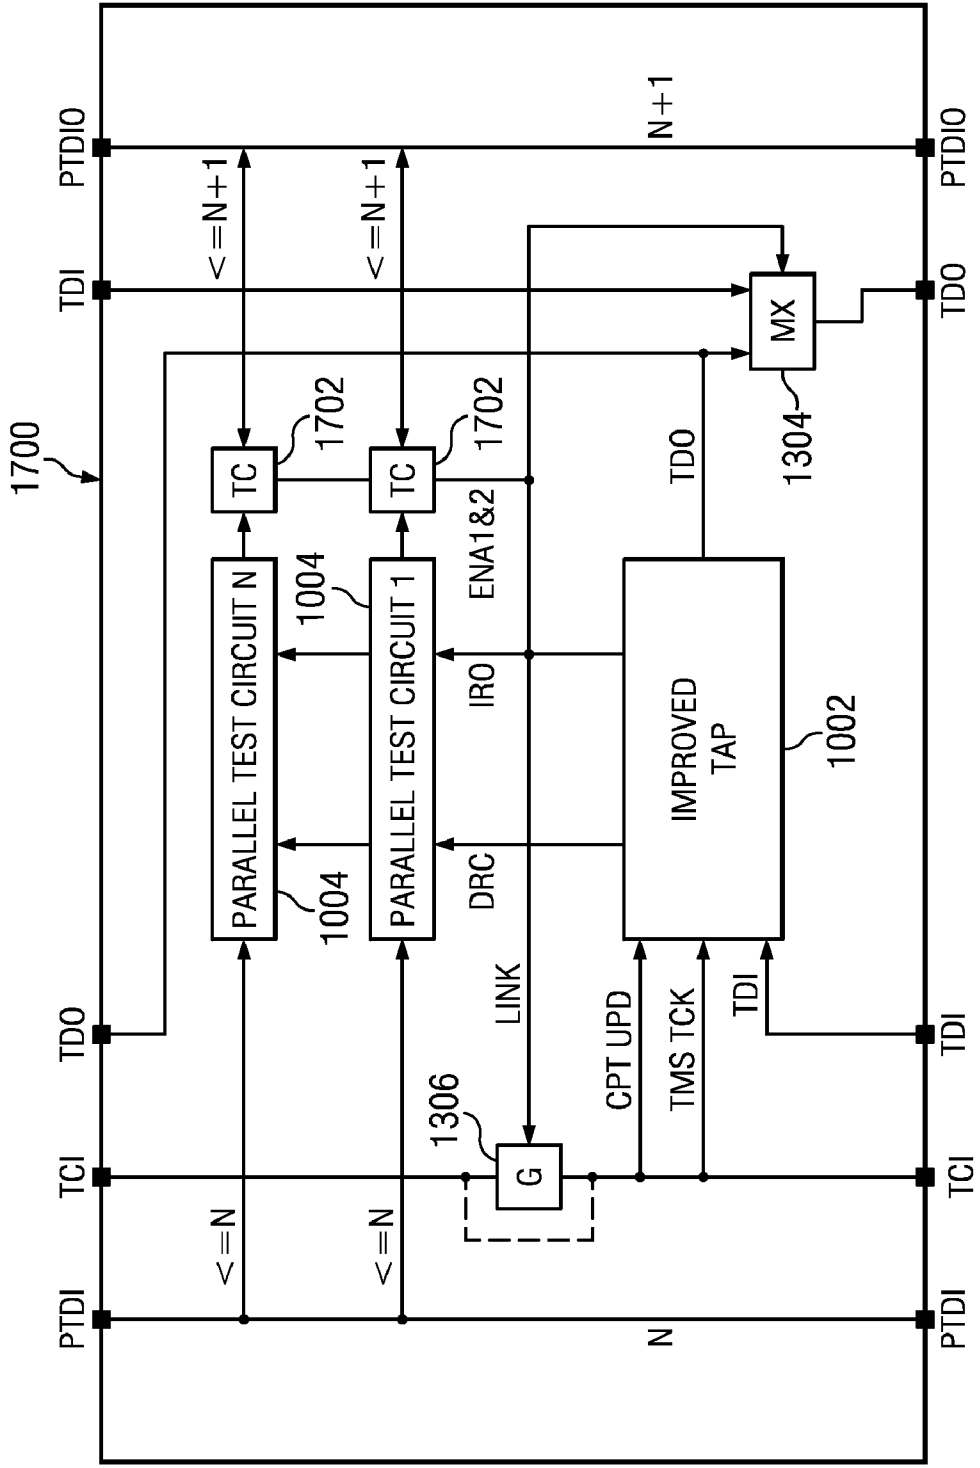 1700
PTDI
TCI
TDO
TDI
PTDIO
<=N
<=N+1
PARALLEL TEST CIRCUIT N
TC
1004
1702
<=N
<=N+1
PARALLEL TEST CIRCUIT 1
TC
1004
1702
1306
G
LINK
DRC
IRO
ENA1&2
CPT UPD
TMS TCK
TDI
IMPROVED
TAP
1002
TDO
MX
1304
N
N+1
PTDI
TCI
TDI
TDO
PTDIO